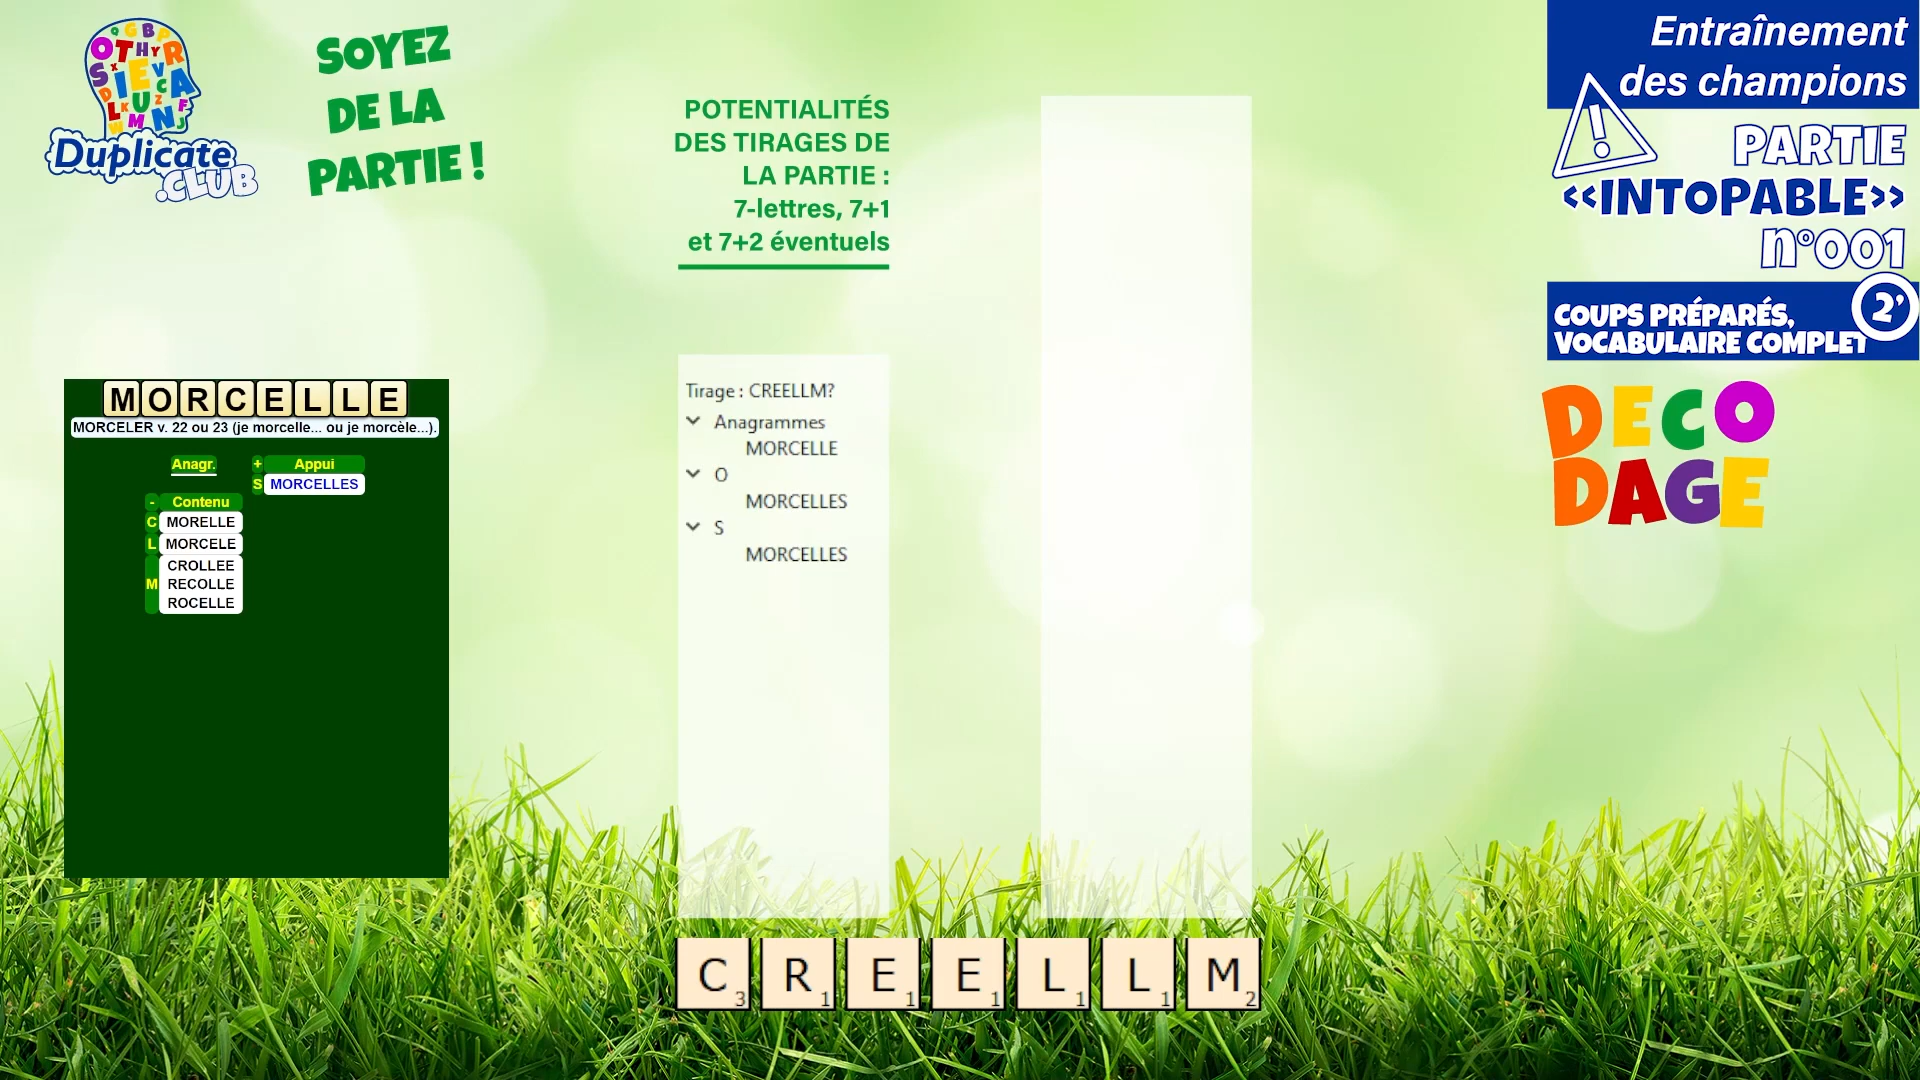 Duplicate
.CLUB
SOYEZ
DE LA
PARTIE !
POTENTIALITÉS
DES TIRAGES DE
LA PARTIE :
7-lettres, 7+1
et 7+2 éventuels
Entraînement
des champions
PARTIE
<<INTOPABLE>>
n°001
2'
COUPS PRÉPARÉS,
VOCABULAIRE COMPLET
DECO
DAGE
MORCELLE
MORCELER v. 22 ou 23 (je morcelle... ou je morcèle...).
Anagr.
+ Appui
S MORCELLES
- Contenu
C MORELLE
L MORCELE
CROLLEE
M RECOLLE
ROCELLE
Tirage : CREELLM?
Anagrammes
MORCELLE
O
MORCELLES
S
MORCELLES
C3 R1 E1 E1 L1 L1 M2